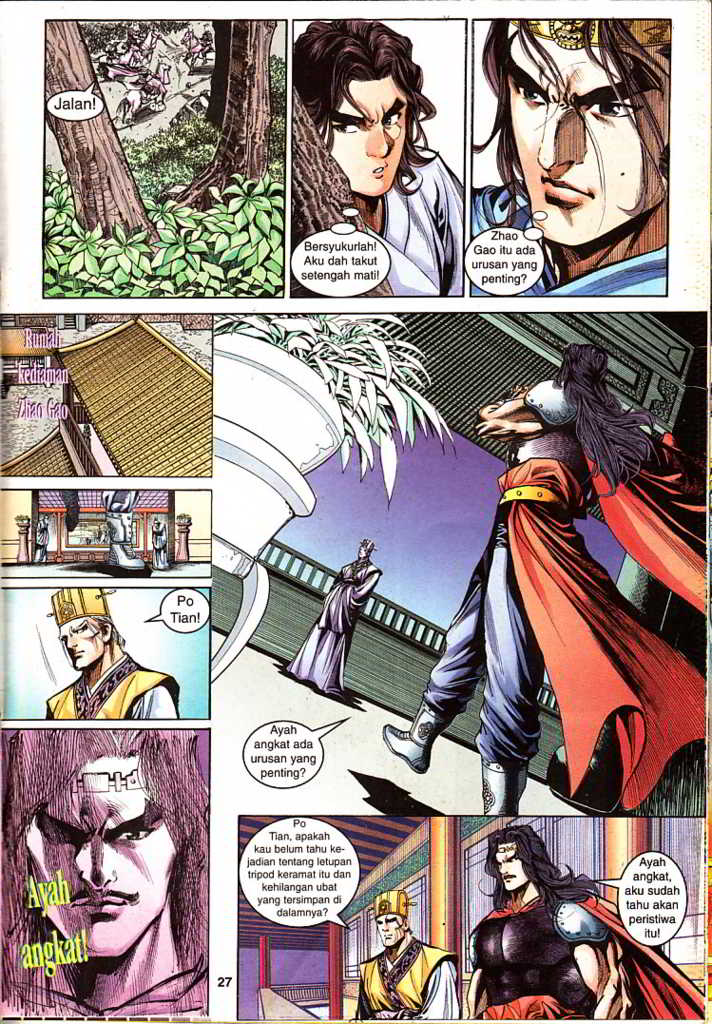 Jalan!
Bersyukurlah!
Aku dah takut
setengah mati!
Zhao
Gao itu ada
urusan yang
penting?
Rumah
kediaman
Zhao Gao
Po
Tian!
Ayah
angkat ada
urusan yang
penting?
Ayah
angkat!
Po
Tian, apakah
kau belum tahu ke-
jadian tentang letupan
tripod keramat itu dan
kehilangan ubat
yang tersimpan di
dalamnya?
Ayah
angkat,
aku sudah
tahu akan
peristiwa
itu!
27